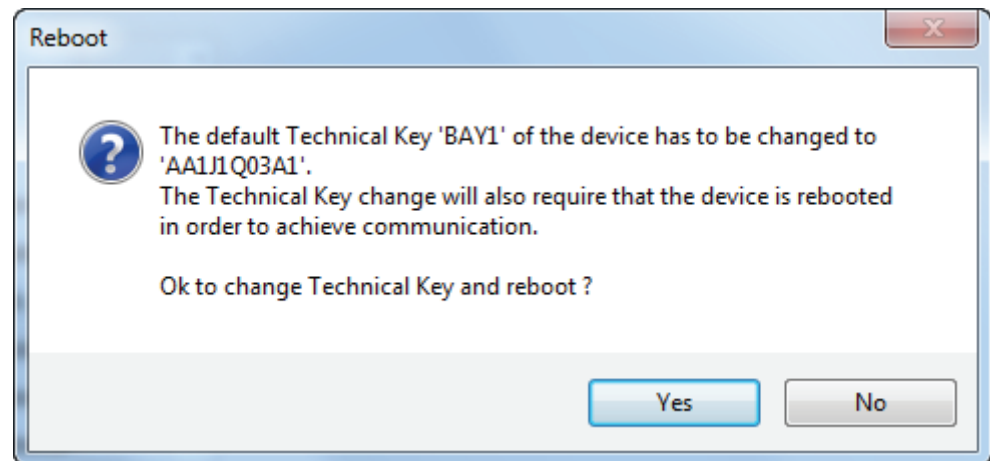 Reboot
The default Technical Key 'BAY1' of the device has to be changed to
'AA1J1Q03A1'.
The Technical Key change will also require that the device is rebooted
in order to achieve communication.
Ok to change Technical Key and reboot ?
Yes
No